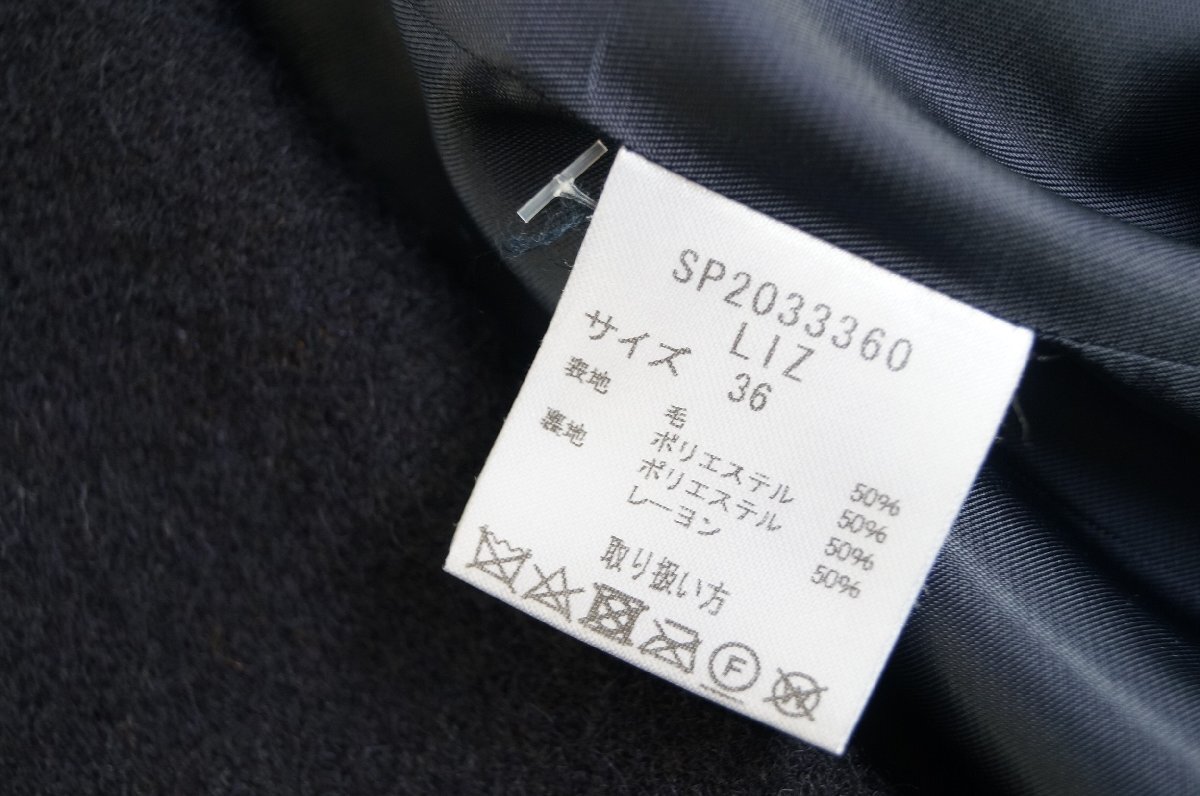 SP2033360
LIZ
サイズ 36
表地 毛 50%
ポリエステル 50%
裏地 ポリエステル 50%
レーヨン 50%
取り扱い方
F
W